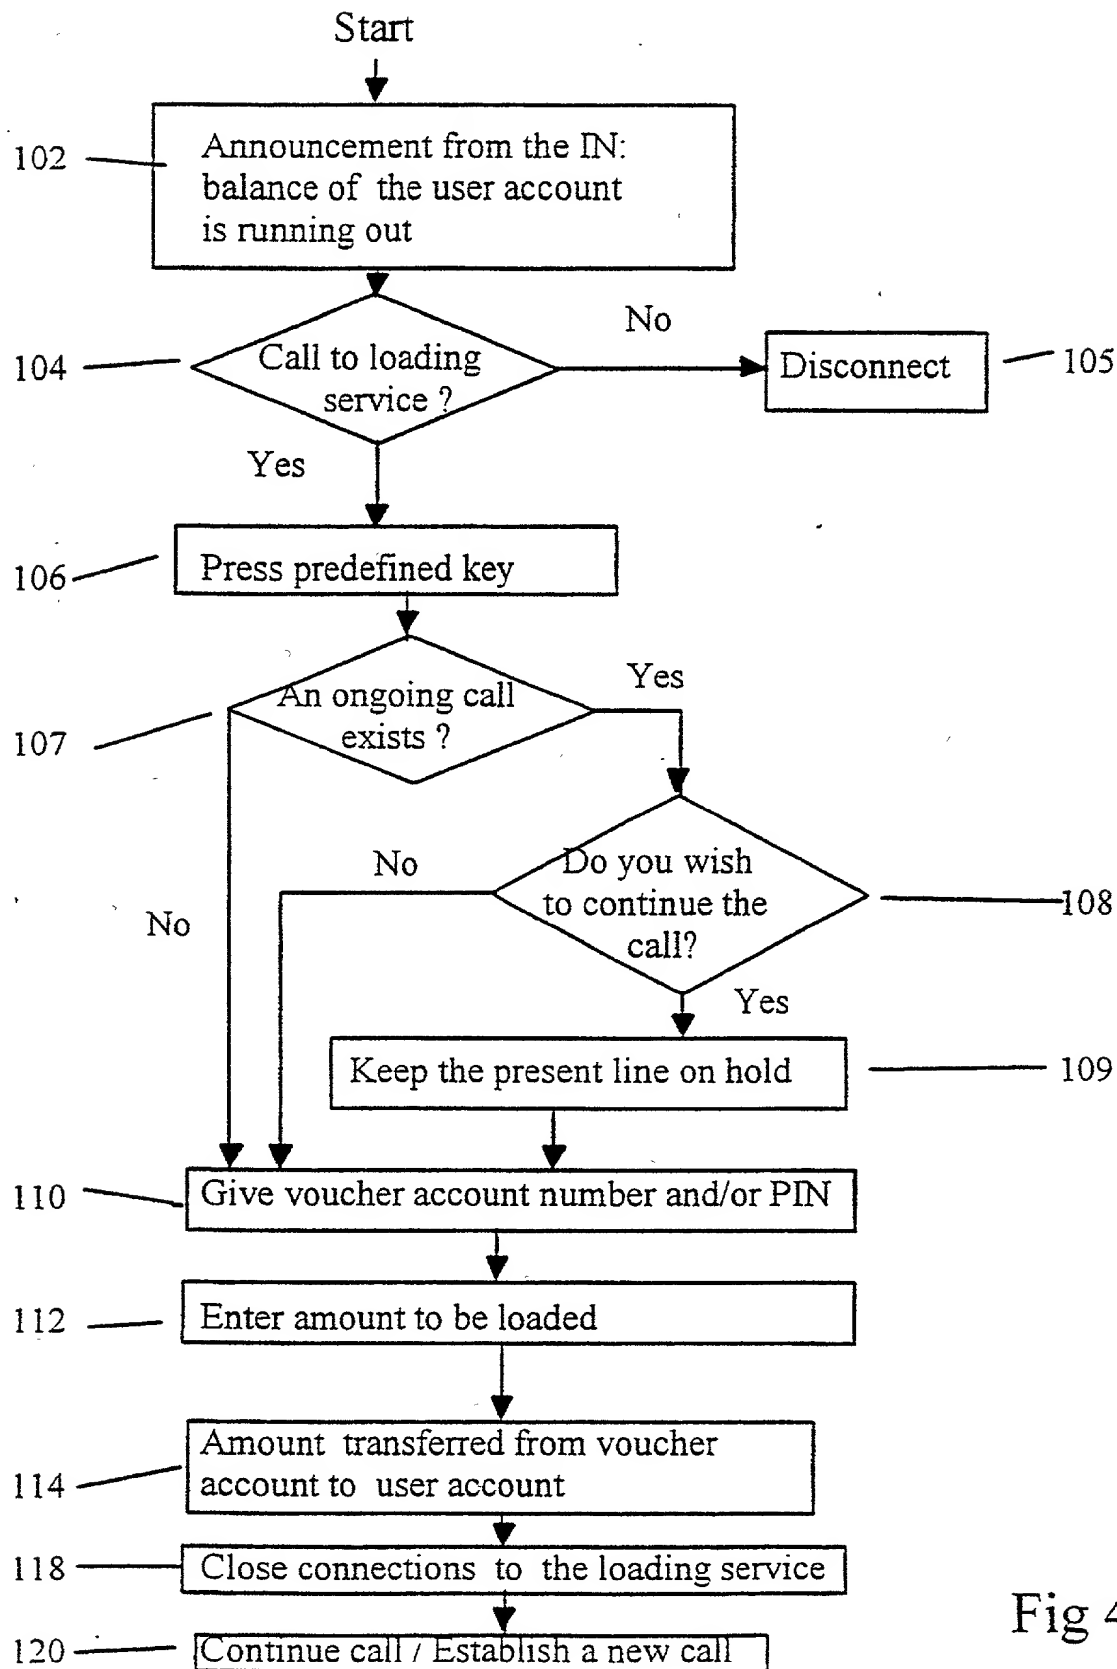 Start
102
Announcement from the IN:
balance of the user account
is running out
No
104
Call to loading
service ?
Disconnect
105
Yes
106
Press predefined key
Yes
107
An ongoing call
exists ?
No
Do you wish
to continue the
call?
108
No
Yes
Keep the present line on hold
109
110
Give voucher account number and/or PIN
112
Enter amount to be loaded
114
Amount transferred from voucher
account to user account
118
Close connections to the loading service
Fig 4
120
Continue call / Establish a new call